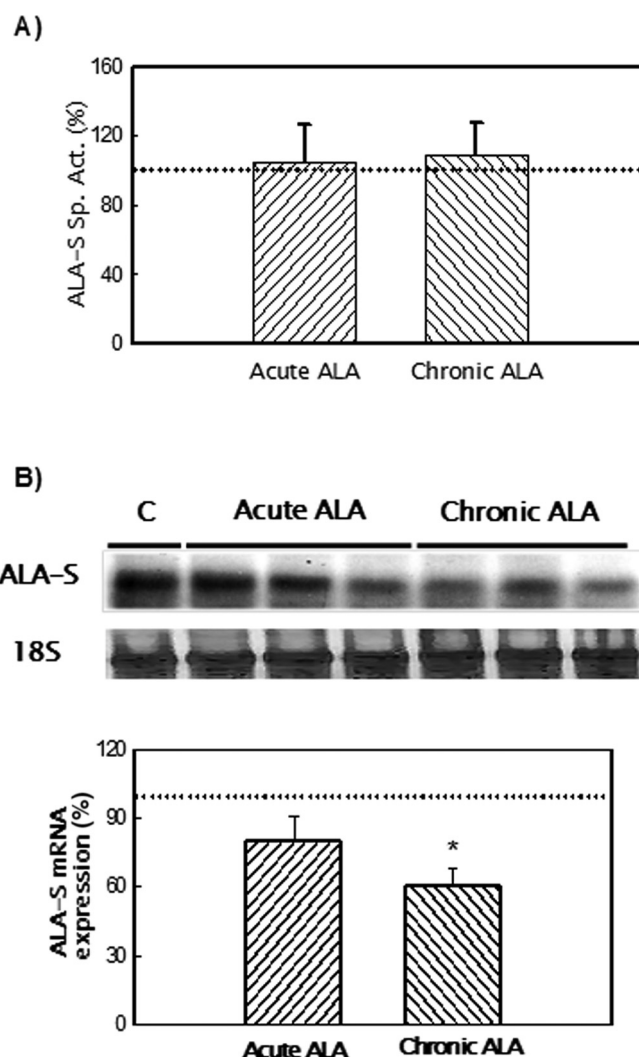 A)
ALA-S Sp. Act. (%)
160
120
80
40
0
Acute ALA Chronic ALA
B)
C Acute ALA Chronic ALA
ALA-S
18S
ALA-S mRNA
expression (%)
120
90
60
30
0
*
Acute ALA Chronic ALA